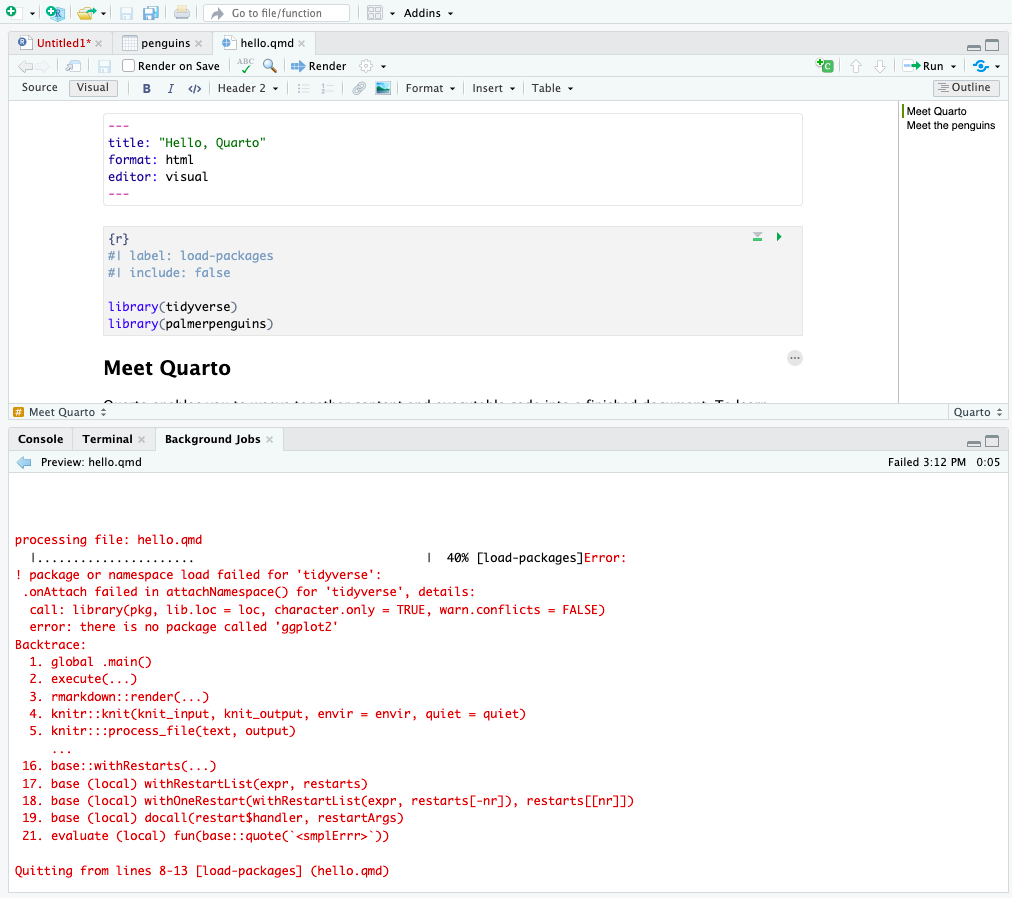 Go to file/function
Addins
Untitled1*
penguins
hello.qmd
Render on Save
ABC
Render
Run
Source
Visual
B
I
</>
Header 2
Format
Insert
Table
Outline
---
title: "Hello, Quarto"
format: html
editor: visual
---
{r}
#| label: load-packages
#| include: false
library(tidyverse)
library(palmerpenguins)
Meet Quarto
Meet Quarto
Meet the penguins
# Meet Quarto
Quarto
Console
Terminal
Background Jobs
Preview: hello.qmd
Failed 3:12 PM 0:05
processing file: hello.qmd
|...................... | 40% [load-packages]Error:
! package or namespace load failed for 'tidyverse':
.onAttach failed in attachNamespace() for 'tidyverse', details:
call: library(pkg, lib.loc = loc, character.only = TRUE, warn.conflicts = FALSE)
error: there is no package called 'ggplot2'
Backtrace:
1. global .main()
2. execute(...)
3. rmarkdown::render(...)
4. knitr::knit(knit_input, knit_output, envir = envir, quiet = quiet)
5. knitr:::process_file(text, output)
...
16. base::withRestarts(...)
17. base (local) withRestartList(expr, restarts)
18. base (local) withOneRestart(withRestartList(expr, restarts[-nr]), restarts[[nr]])
19. base (local) docall(restart$handler, restartArgs)
21. evaluate (local) fun(base::quote(`<smplErrr>`))
Quitting from lines 8-13 [load-packages] (hello.qmd)